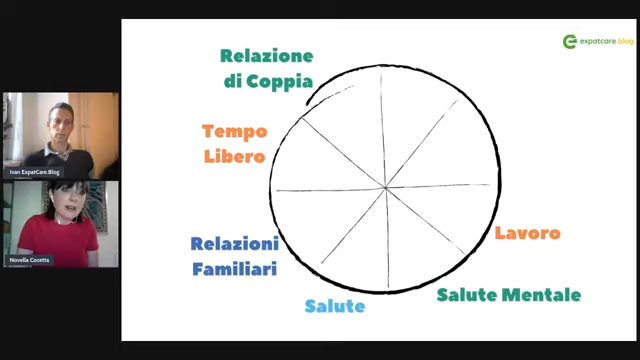 expatcare.blog
Relazione
di Coppia
Tempo
Libero
Ivan ExpatCare.Blog
Lavoro
Relazioni
Familiari
Novella Cocetta
Salute Mentale
Salute